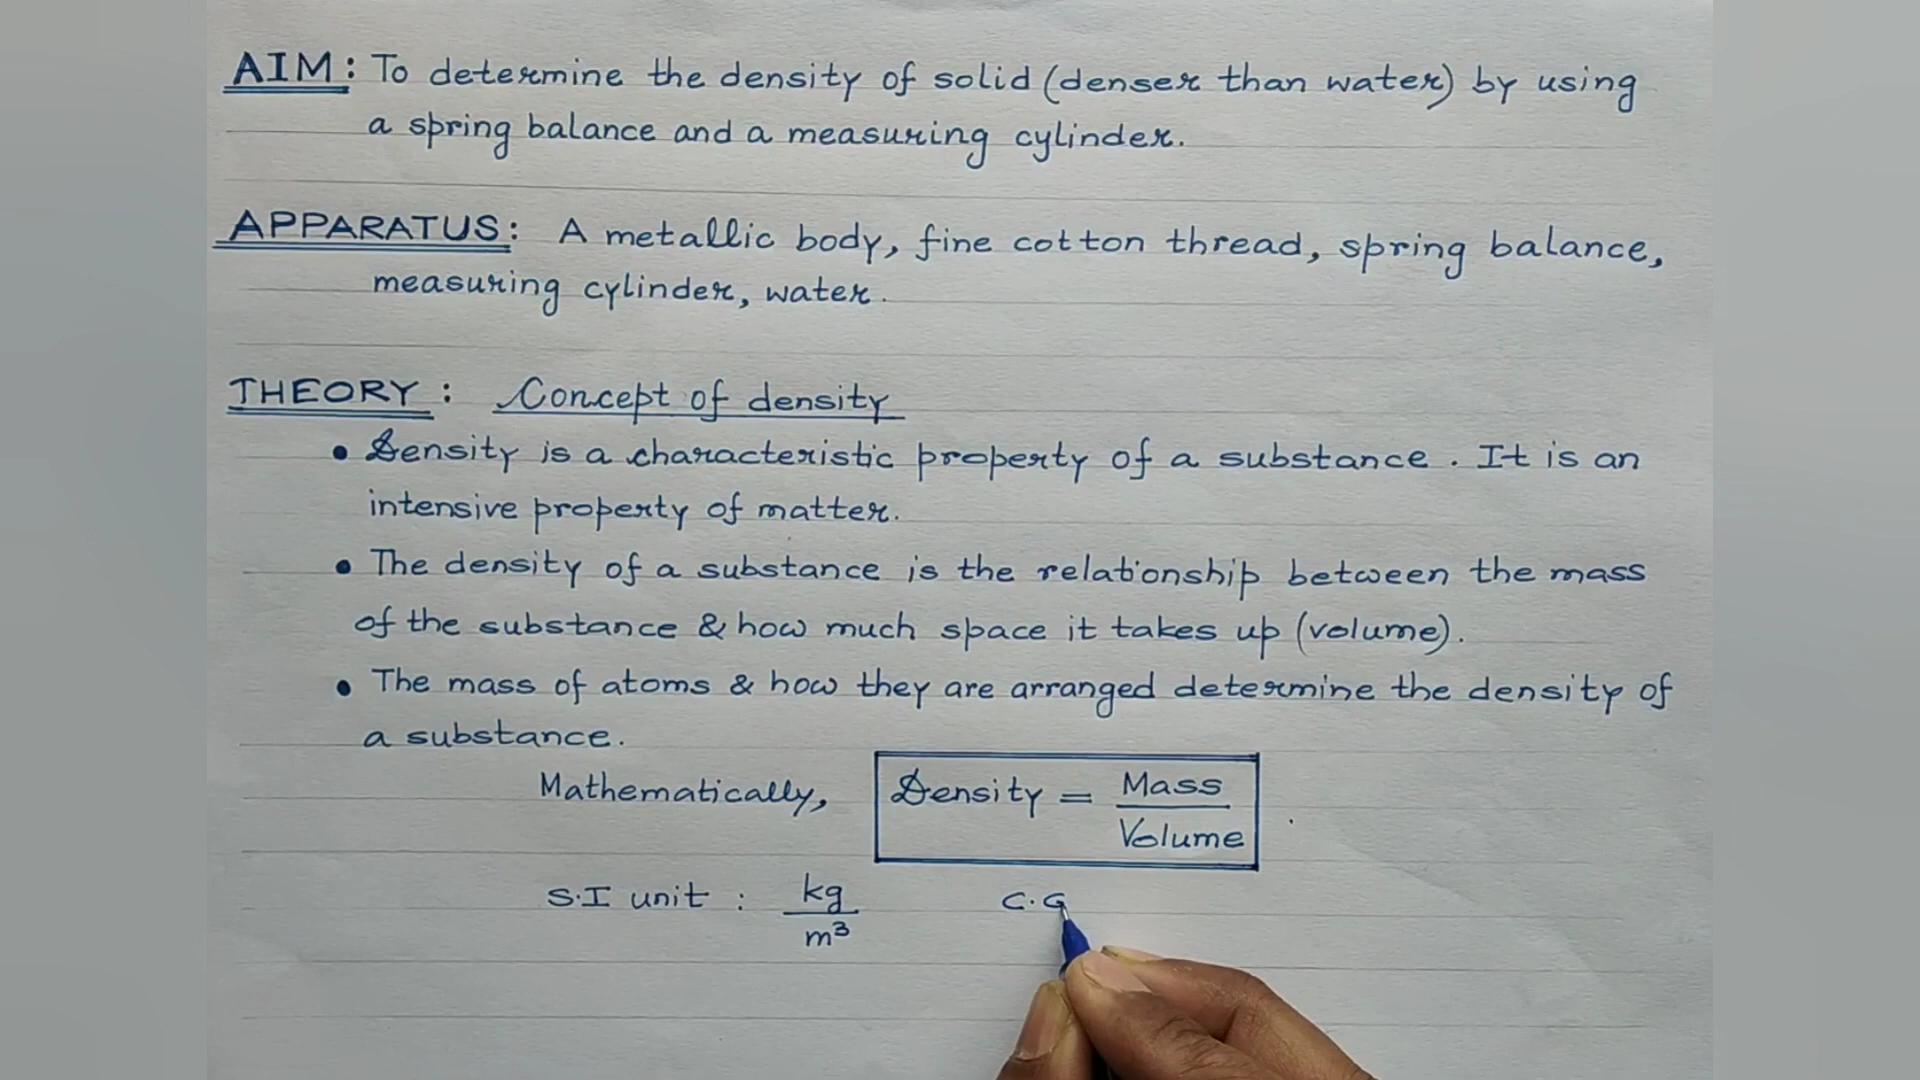 AIM: To determine the density of solid (denser than water) by using
a spring balance and a measuring cylinder.
APPARATUS: A metallic body, fine cotton thread, spring balance,
measuring cylinder, water.
THEORY: Concept of density
• Density is a characteristic property of a substance. It is an
intensive property of matter.
• The density of a substance is the relationship between the mass
of the substance & how much space it takes up (volume).
• The mass of atoms & how they are arranged determine the density of
a substance.
Mathematically, Density = Mass / Volume
S.I unit : kg / m³ C.G